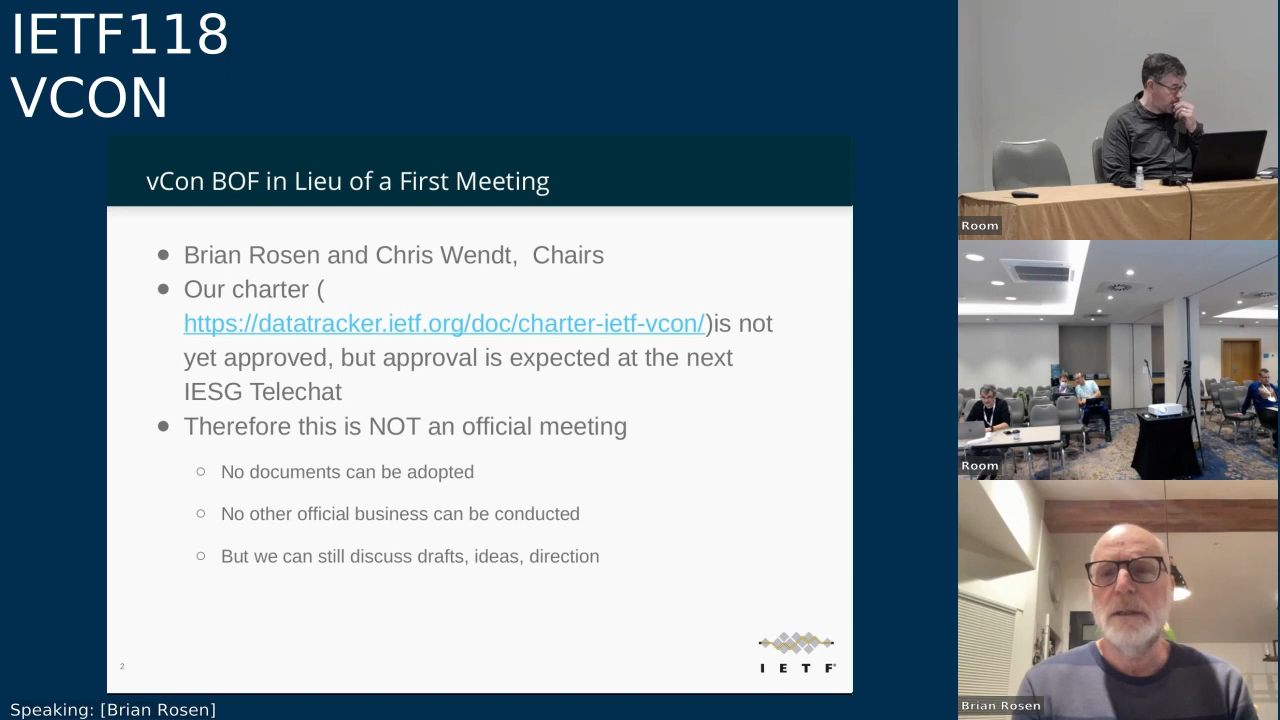 IETF118
VCON
vCon BOF in Lieu of a First Meeting
● Brian Rosen and Chris Wendt,  Chairs
● Our charter (
https://datatracker.ietf.org/doc/charter-ietf-vcon/)is not
yet approved, but approval is expected at the next
IESG Telechat
● Therefore this is NOT an official meeting
○ No documents can be adopted
○ No other official business can be conducted
○ But we can still discuss drafts, ideas, direction
2
I E T F®
Speaking: [Brian Rosen]
Room
Room
Brian Rosen